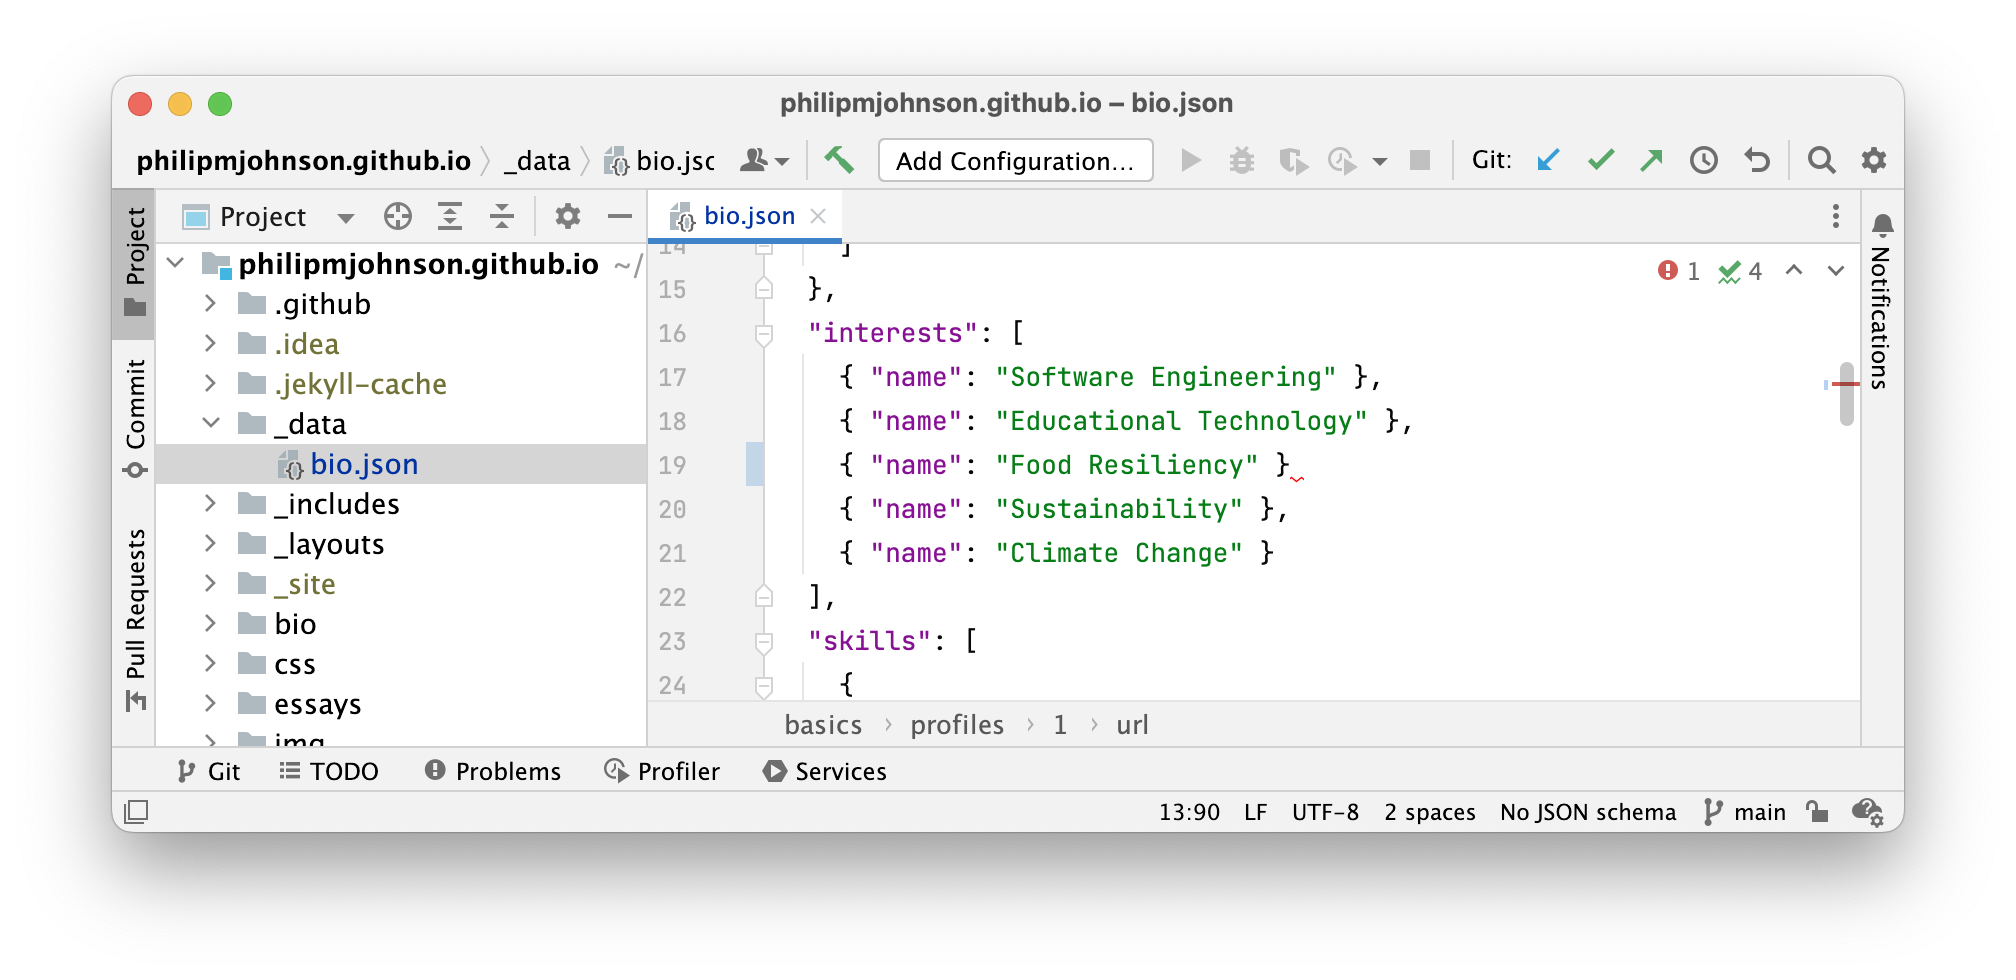 philipmjohnson.github.io – bio.json
philipmjohnson.github.io _data bio.jsc Add Configuration... Git:
Project
Commit
Pull Requests
Project
philipmjohnson.github.io ~/
.github
.idea
.jekyll-cache
_data
bio.json
_includes
_layouts
_site
bio
css
essays
img
bio.json
1 4
14 ]
15 },
16 "interests": [
17 { "name": "Software Engineering" },
18 { "name": "Educational Technology" },
19 { "name": "Food Resiliency" }
20 { "name": "Sustainability" },
21 { "name": "Climate Change" }
22 ],
23 "skills": [
24 {
basics › profiles › 1 › url
Notifications
Git TODO Problems Profiler Services
13:90 LF UTF-8 2 spaces No JSON schema main